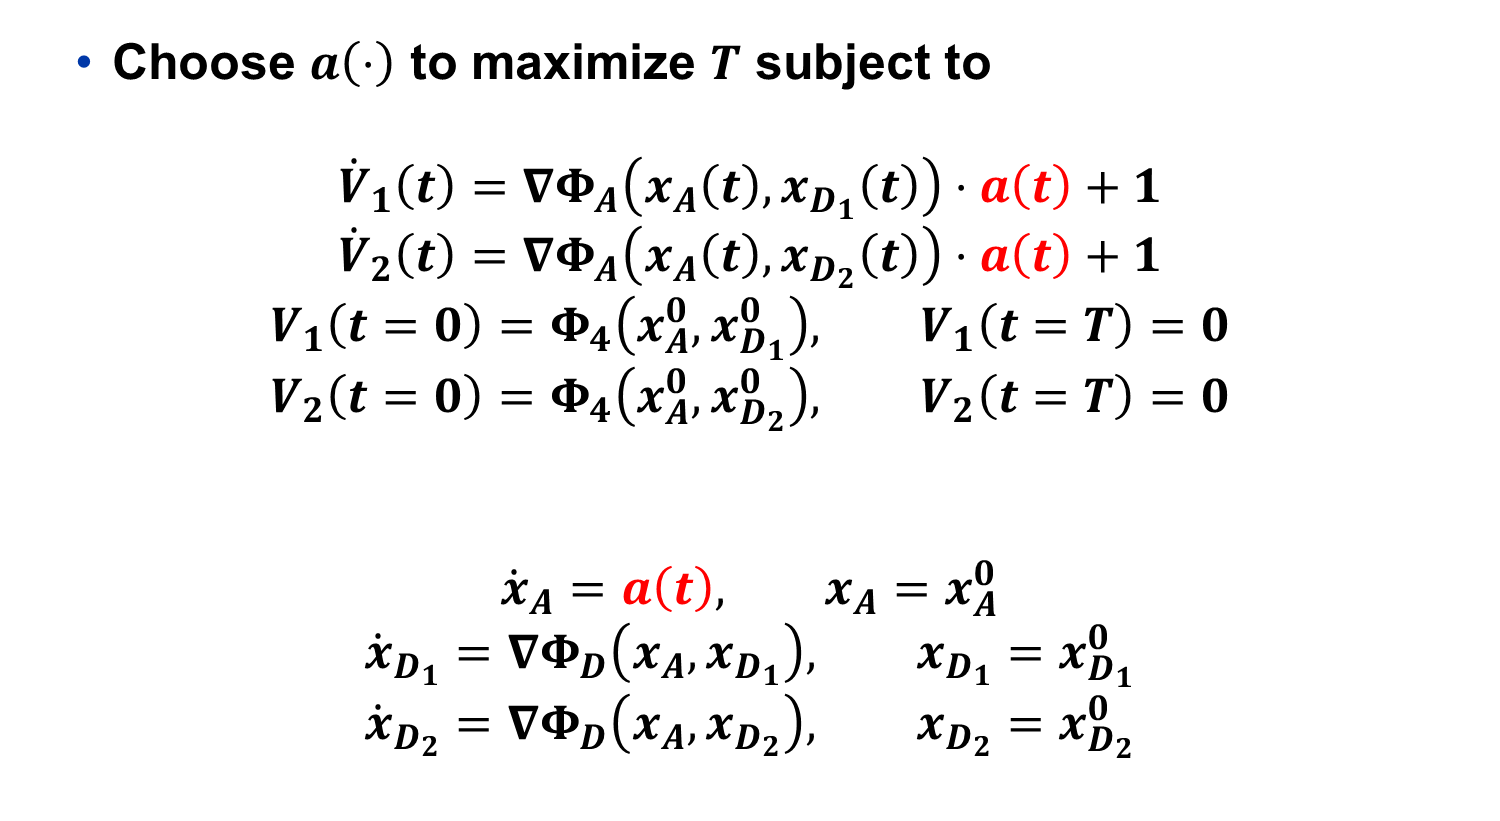 • Choose a(·) to maximize T subject to
V̇₁(t) = ∇Φ_A(x_A(t), x_{D₁}(t)) · a(t) + 1
V̇₂(t) = ∇Φ_A(x_A(t), x_{D₂}(t)) · a(t) + 1
V₁(t = 0) = Φ₄(x_A^0, x_{D₁}^0), V₁(t = T) = 0
V₂(t = 0) = Φ₄(x_A^0, x_{D₂}^0), V₂(t = T) = 0
ẋ_A = a(t), x_A = x_A^0
ẋ_{D₁} = ∇Φ_D(x_A, x_{D₁}), x_{D₁} = x_{D₁}^0
ẋ_{D₂} = ∇Φ_D(x_A, x_{D₂}), x_{D₂} = x_{D₂}^0